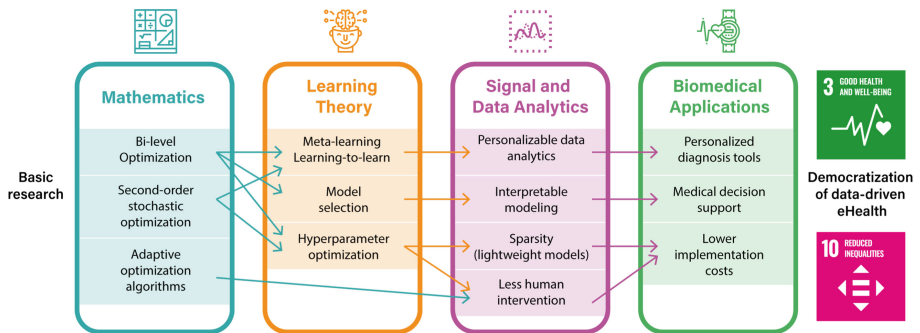 Mathematics
Learning
Theory
Signal and
Data Analytics
Biomedical
Applications
Basic
research
Bi-level
Optimization
Second-order
stochastic
optimization
Adaptive
optimization
algorithms
Meta-learning
Learning-to-learn
Model
selection
Hyperparameter
optimization
Personalizable data
analytics
Interpretable
modeling
Sparsity
(lightweight models)
Less human
intervention
Personalized
diagnosis tools
Medical decision
support
Lower
implementation
costs
3 GOOD HEALTH
AND WELL-BEING
Democratization
of data-driven
eHealth
10 REDUCED
INEQUALITIES